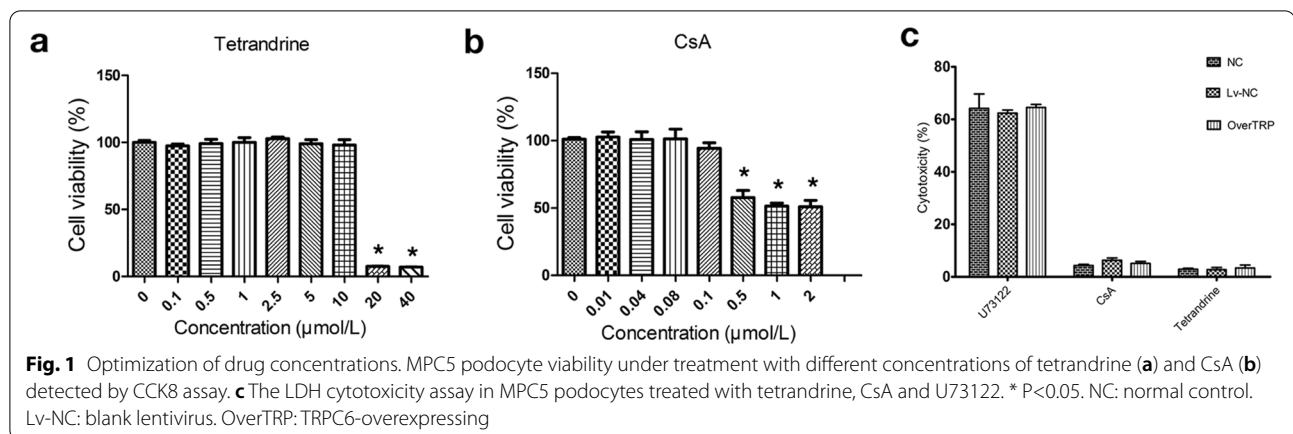 a
Tetrandrine
Cell viability (%)
150
100
50
0
* *
0 0.1 0.5 1 2.5 5 10 20 40
Concentration (μmol/L)
b
CsA
Cell viability (%)
150
100
50
0
* * *
0 0.01 0.04 0.08 0.1 0.5 1 2
Concentration (μmol/L)
c
NC
Lv-NC
OverTRP
Cytotoxicity (%)
80
60
40
20
0
U73122 CsA Tetrandrine
Fig. 1 Optimization of drug concentrations. MPC5 podocyte viability under treatment with different concentrations of tetrandrine (a) and CsA (b)
detected by CCK8 assay. c The LDH cytotoxicity assay in MPC5 podocytes treated with tetrandrine, CsA and U73122. * P<0.05. NC: normal control.
Lv-NC: blank lentivirus. OverTRP: TRPC6-overexpressing